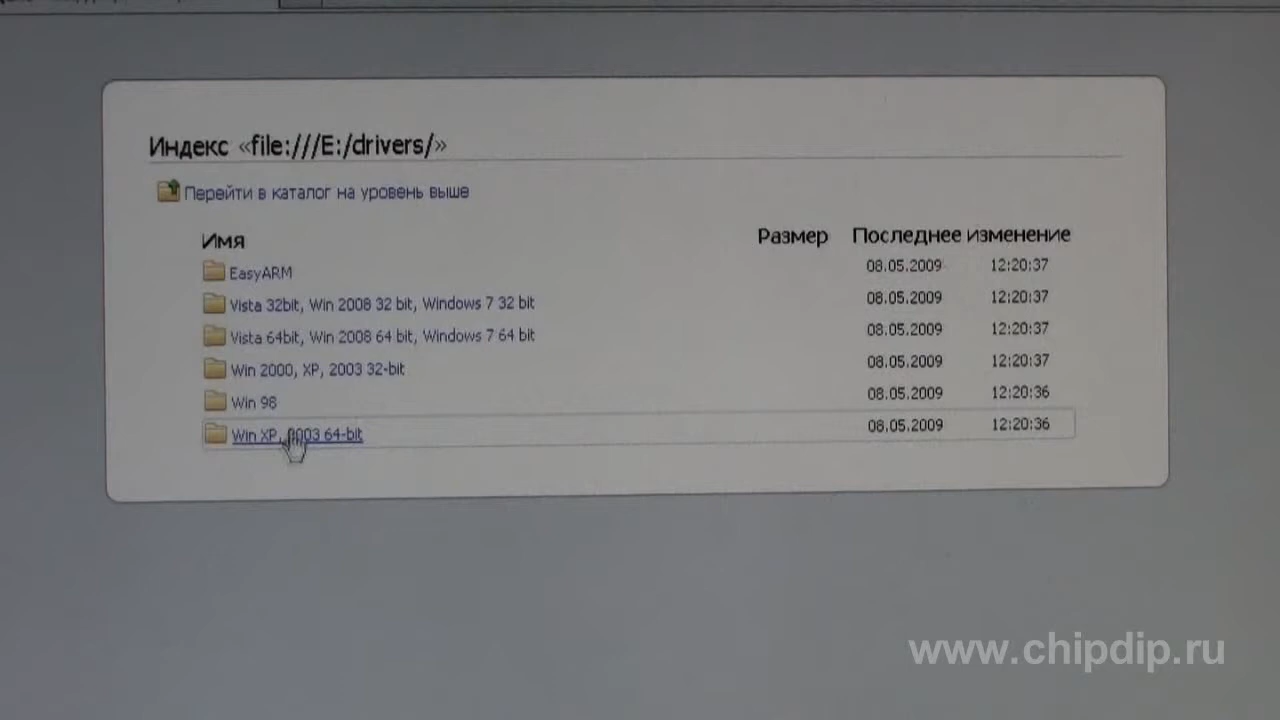 Индекс «file:///E:/drivers/»
Перейти в каталог на уровень выше
Имя Размер Последнее изменение
EasyARM 08.05.2009 12:20:37
Vista 32bit, Win 2008 32 bit, Windows 7 32 bit 08.05.2009 12:20:37
Vista 64bit, Win 2008 64 bit, Windows 7 64 bit 08.05.2009 12:20:37
Win 2000, XP, 2003 32-bit 08.05.2009 12:20:37
Win 98 08.05.2009 12:20:36
Win XP, 2003 64-bit 08.05.2009 12:20:36
www.chipdip.ru